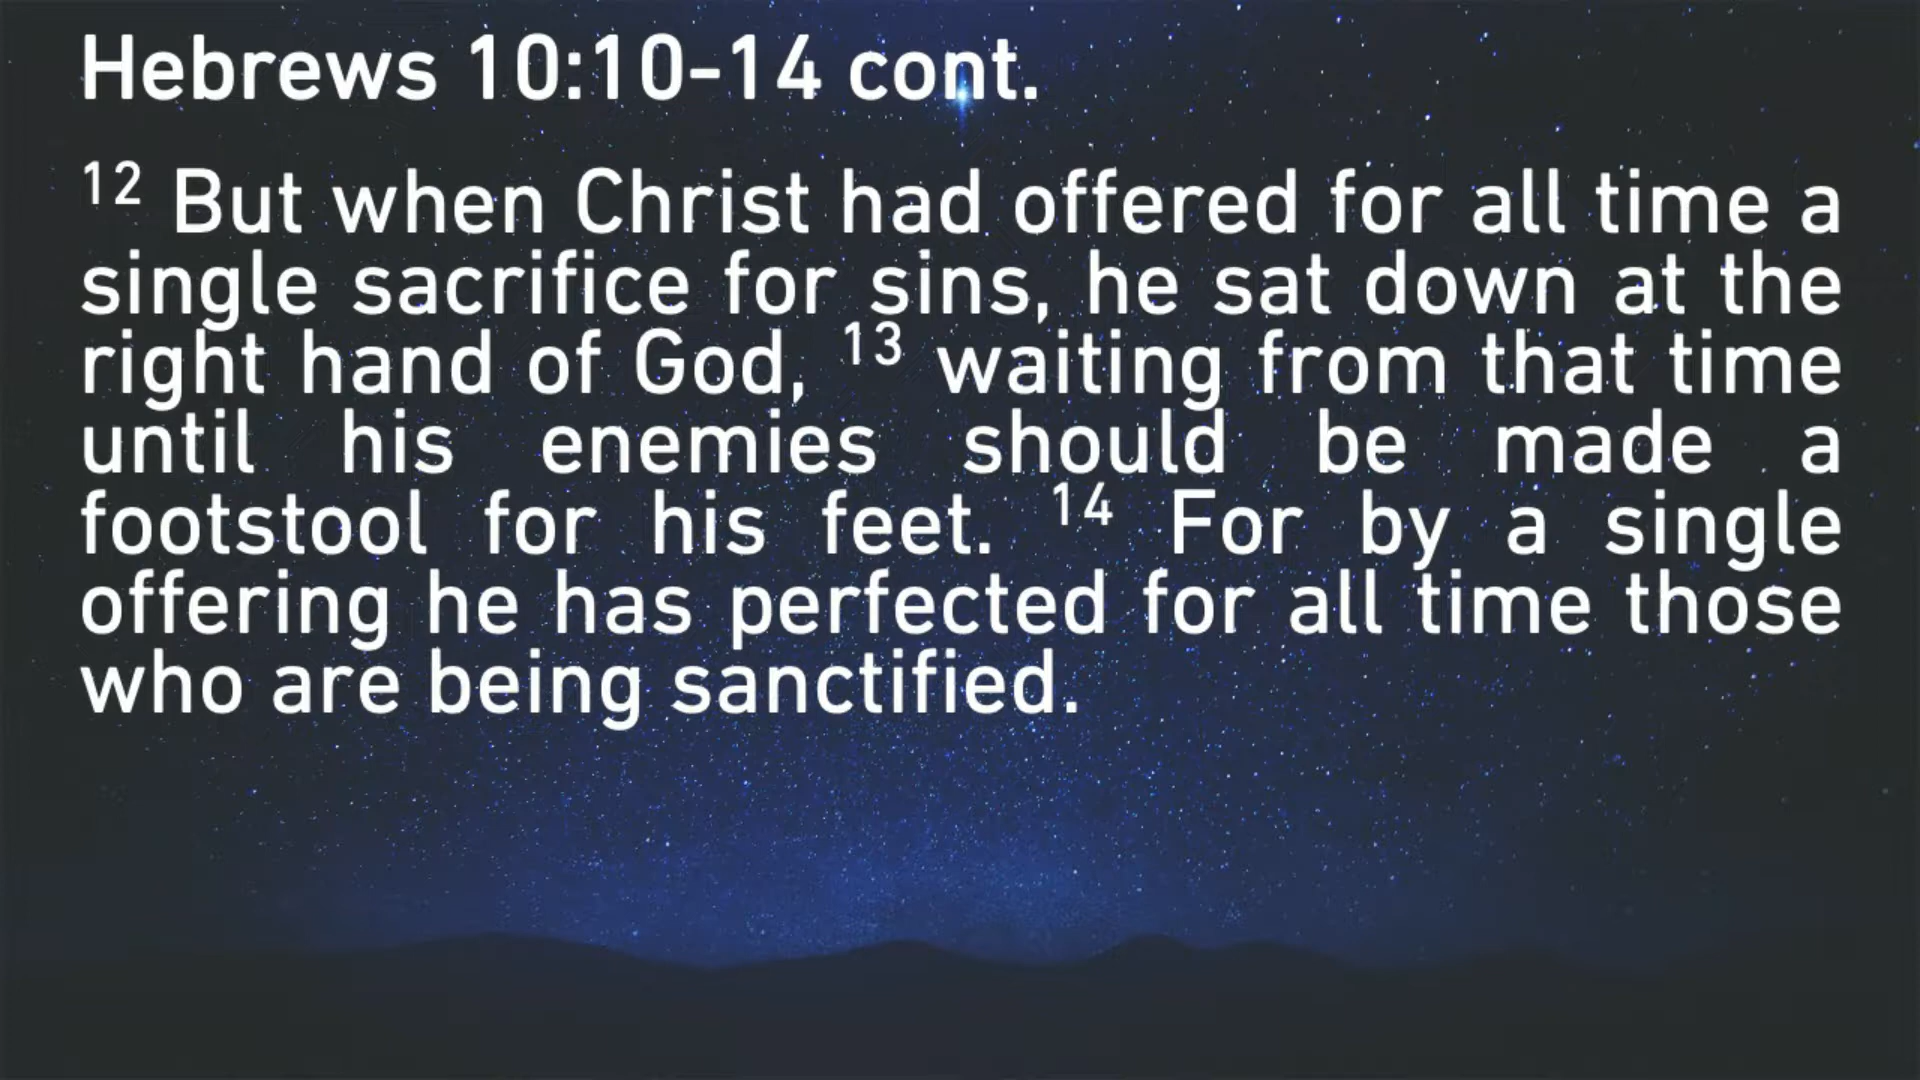 Hebrews 10:10-14 cont.
12 But when Christ had offered for all time a
single sacrifice for sins, he sat down at the
right hand of God, 13 waiting from that time
until his enemies should be made a
footstool for his feet. 14 For by a single
offering he has perfected for all time those
who are being sanctified.